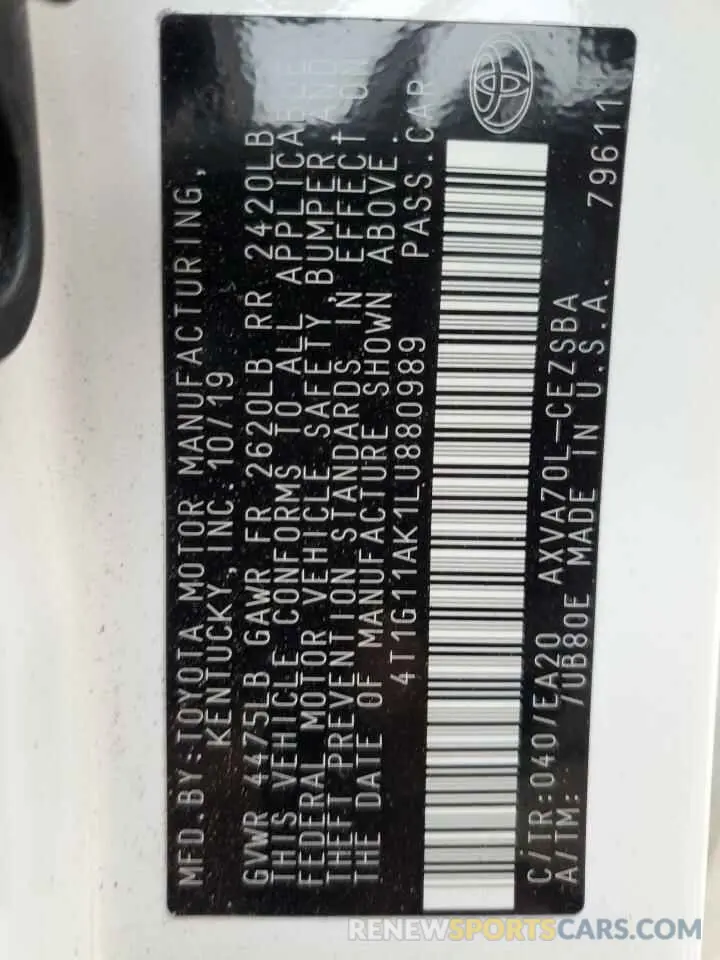 MFD.BY:TOYOTA MOTOR MANUFACTURING,
KENTUCKY,INC.10/19
GVWR 4475LB GAWR FR 2620LB RR 2420LB
THIS VEHICLE CONFORMS TO ALL APPLICABLE
FEDERAL MOTOR VEHICLE SAFETY, BUMPER AND
THEFT PREVENTION STANDARDS IN EFFECT ON
THE DATE OF MANUFACTURE SHOWN ABOVE.
4T1G11AK1LU880989 PASS.CAR
C/TR:040/EA20 AXVA70L-CEZSBA
A/TM: /UB80E MADE IN U.S.A. 79611
RENEWSPORTSCARS.COM/